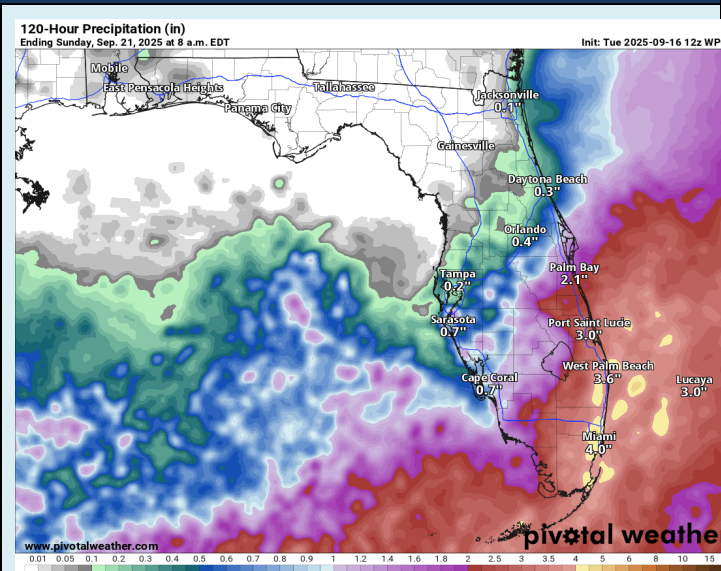 120-Hour Precipitation (in)
Ending Sunday, Sep. 21, 2025 at 8 a.m. EDT
Init: Tue 2025-09-16 12z WP
Mobile
East Pensacola Heights
Panama City
Tallahassee
Jacksonville
0.1"
Gainesville
Daytona Beach
0.3"
Orlando
0.4"
Tampa
0.2"
Palm Bay
2.1"
Sarasota
0.7"
Port Saint Lucie
3.0"
West Palm Beach
3.6"
Cape Coral
0.7"
Lucaya
3.0"
Miami
4.0"
pivotal weathe
www.pivotalweather.com
0.01 0.05 0.1 0.2 0.3 0.4 0.5 0.6 0.7 0.8 0.9 1 1.2 1.4 1.6 1.8 2 2.5 3 3.5 4 5 6 8 10 15